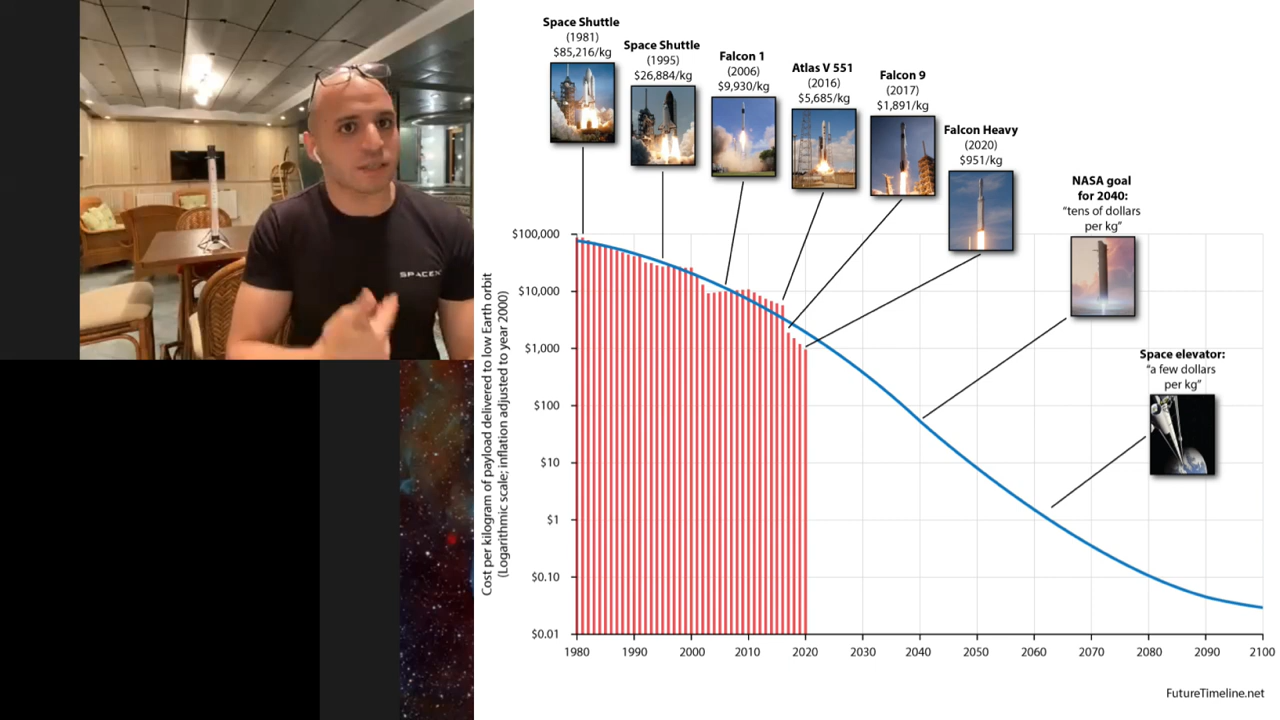 SPACEX
Space Shuttle
(1981)
$85,216/kg
Space Shuttle
(1995)
$26,884/kg
Falcon 1
(2006)
$9,930/kg
Atlas V 551
(2016)
$5,685/kg
Falcon 9
(2017)
$1,891/kg
Falcon Heavy
(2020)
$951/kg
NASA goal
for 2040:
"tens of dollars
per kg"
Space elevator:
"a few dollars
per kg"
Cost per kilogram of payload delivered to low Earth orbit
(Logarithmic scale; inflation adjusted to year 2000)
$100,000
$10,000
$1,000
$100
$10
$1
$0.10
$0.01
1980 1990 2000 2010 2020 2030 2040 2050 2060 2070 2080 2090 2100
FutureTimeline.net